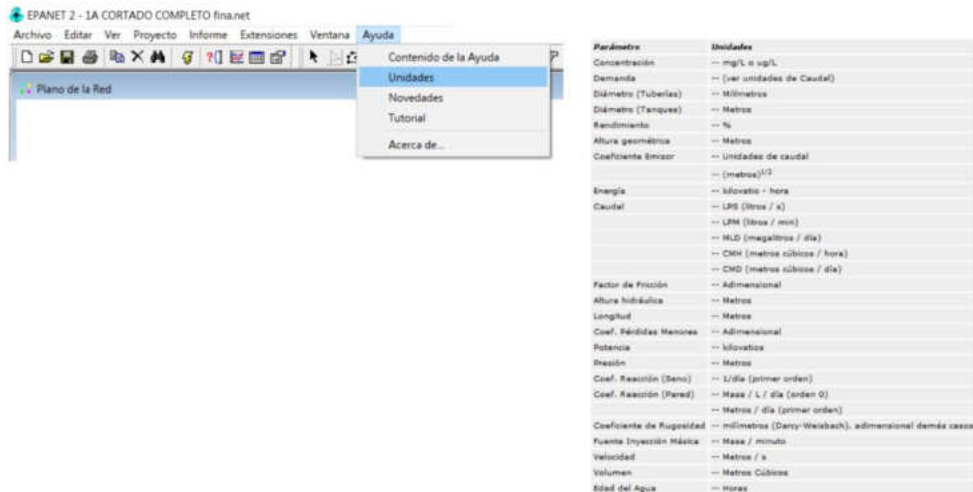 EPANET 2 - 1A CORTADO COMPLETO fina.net
Archivo Editar Ver Proyecto Informe Extensiones Ventana Ayuda
Contenido de la Ayuda
Unidades
Novedades
Tutorial
Acerca de...
Plano de la Red
Parámetro Unidades
Concentración -- mg/L o ug/L
Demanda -- (ver unidades de Caudal)
Diámetro (Tuberías) -- Milímetros
Diámetro (Tanques) -- Metros
Rendimiento -- %
Altura geométrica -- Metros
Coeficiente Emisor -- Unidades de caudal
-- (metros)1/2
Energía -- kilovatio - hora
Caudal -- LPS (litros / s)
-- LPM (litros / min)
-- MLD (megalitros / día)
-- CMH (metros cúbicos / hora)
-- CMD (metros cúbicos / día)
Factor de Fricción -- Adimensional
Altura hidráulica -- Metros
Longitud -- Metros
Coef. Pérdidas Menores -- Adimensional
Potencia -- kilovatios
Presión -- Metros
Coef. Reacción (Seno) -- 1/día (primer orden)
Coef. Reacción (Pared) -- Masa / L / día (orden 0)
-- Metros / día (primer orden)
Coeficiente de Rugosidad -- milímetros (Darcy-Weisbach), adimensional demás casos
Fuente Inyección Másica -- Masa / minuto
Velocidad -- Metros / s
Volumen -- Metros Cúbicos
Edad del Agua -- Horas